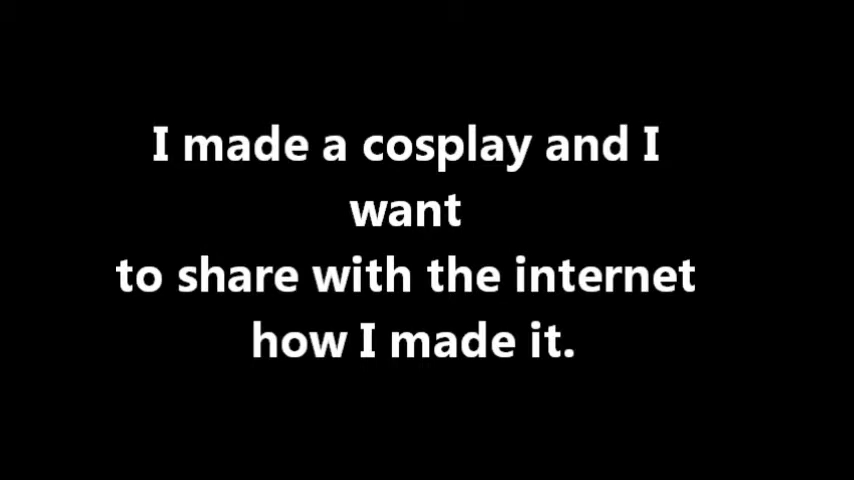 I made a cosplay and I
want
to share with the internet
how I made it.